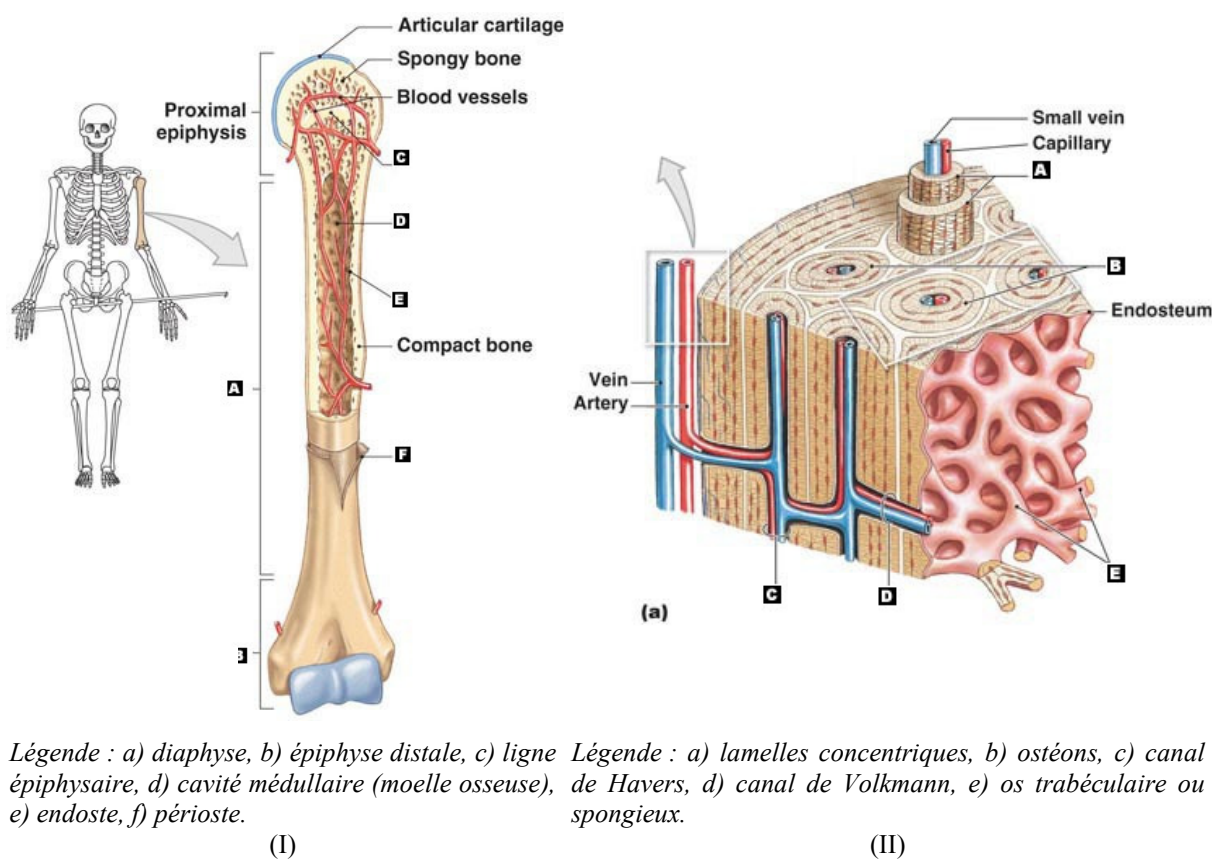 Articular cartilage
Spongy bone
Blood vessels
Proximal
epiphysis
C
D
E
Compact bone
A
F
B
Small vein
Capillary
A
B
Endosteum
Vein
Artery
E
C
D
(a)
Légende : a) diaphyse, b) épiphyse distale, c) ligne
épiphysaire, d) cavité médullaire (moelle osseuse),
e) endoste, f) périoste.
(I)
Légende : a) lamelles concentriques, b) ostéons, c) canal
de Havers, d) canal de Volkmann, e) os trabéculaire ou
spongieux.
(II)